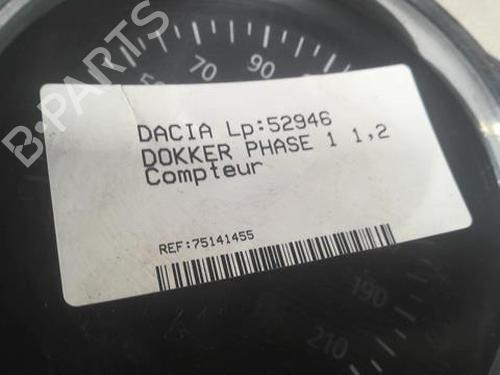 70
90
DACIA Lp:52946
DOKKER PHASE 1 1,2
Compteur
REF:75141455
190
210
B-PARTS